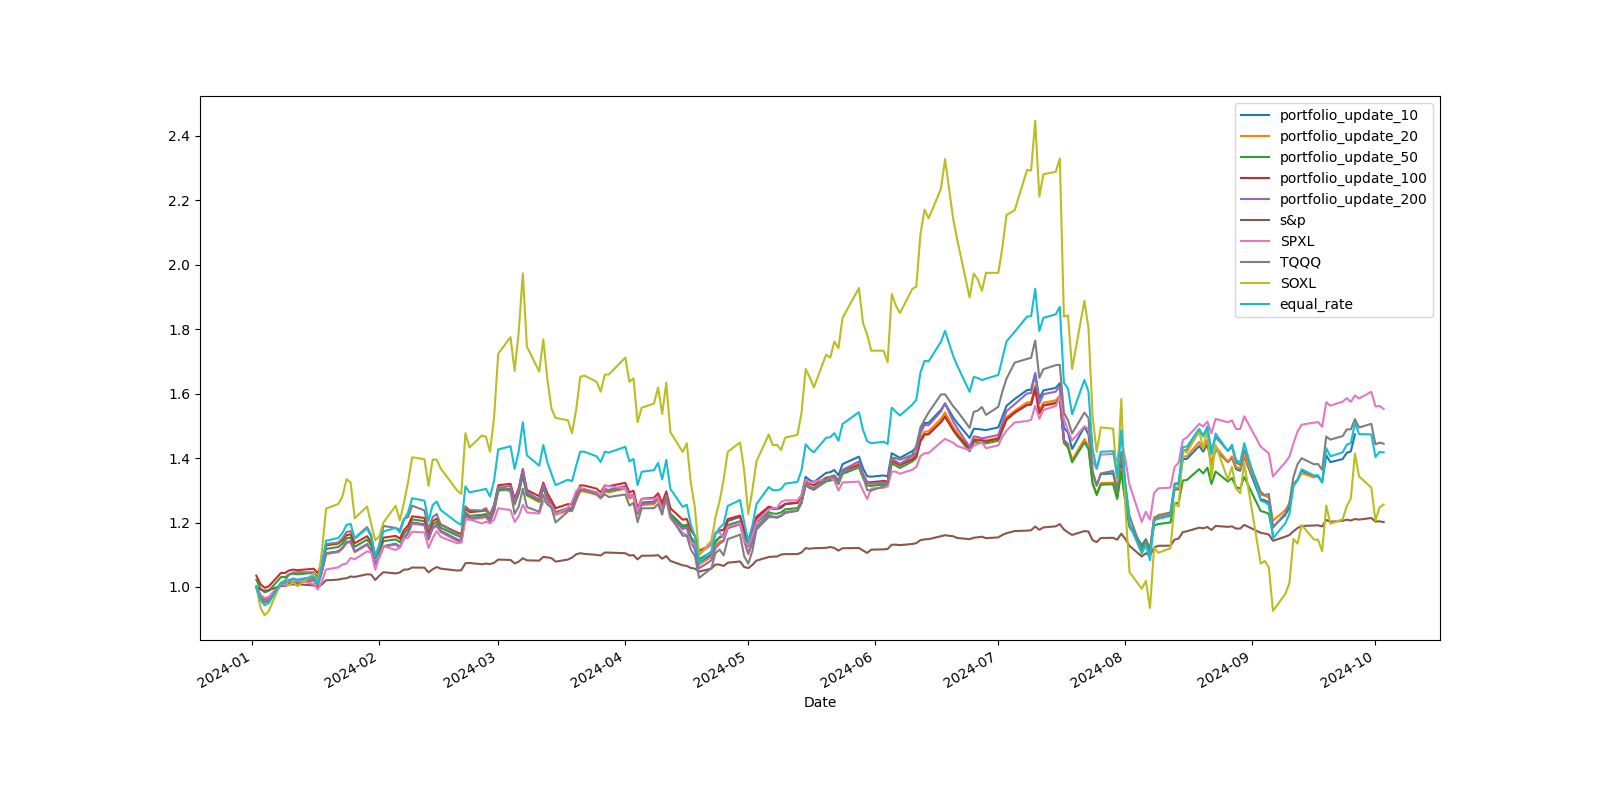 2.4
2.2
2.0
1.8
1.6
1.4
1.2
1.0
portfolio_update_10
portfolio_update_20
portfolio_update_50
portfolio_update_100
portfolio_update_200
s&p
SPXL
TQQQ
SOXL
equal_rate
2024-01
2024-02
2024-03
2024-04
2024-05
2024-06
2024-07
2024-08
2024-09
2024-10
Date